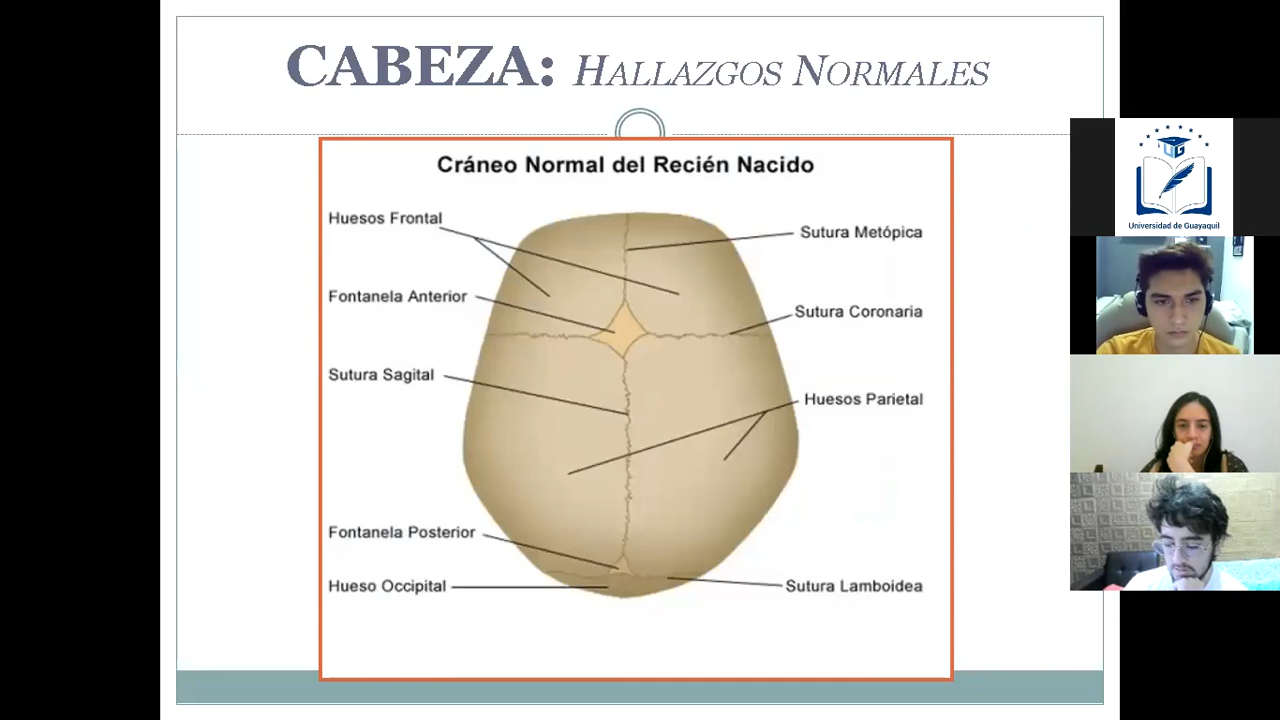 CABEZA: HALLAZGOS NORMALES
Cráneo Normal del Recién Nacido
Huesos Frontal
Sutura Metópica
Fontanela Anterior
Sutura Coronaria
Sutura Sagital
Huesos Parietal
Fontanela Posterior
Hueso Occipital
Sutura Lamboidea
UG
Universidad de Guayaquil